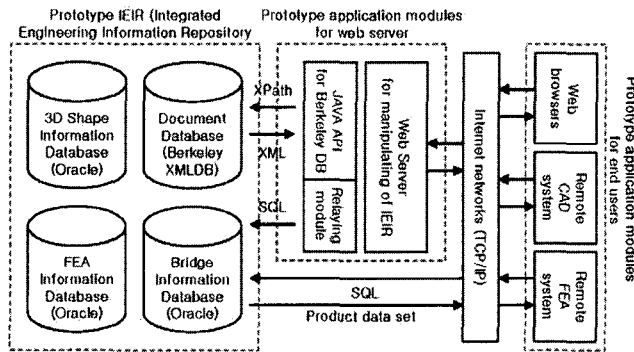 Prototype IEIR (Integrated
Engineering Information Repository
Prototype application modules
for web server
3D Shape
Information
Database
(Oracle)
Document
Database
(Berkeley
XMLDB)
FEA
Information
Database
(Oracle)
Bridge
Information
Database
(Oracle)
XPath
XML
SQL
JAVA API
for Berkeley DB
Relaying
module
Web Server
for manipulating of IEIR
SQL
Product data set
Internet networks (TCP/IP)
Web
browsers
Remote
CAD
system
Remote
FEA
system
Prototype application modules
for end users